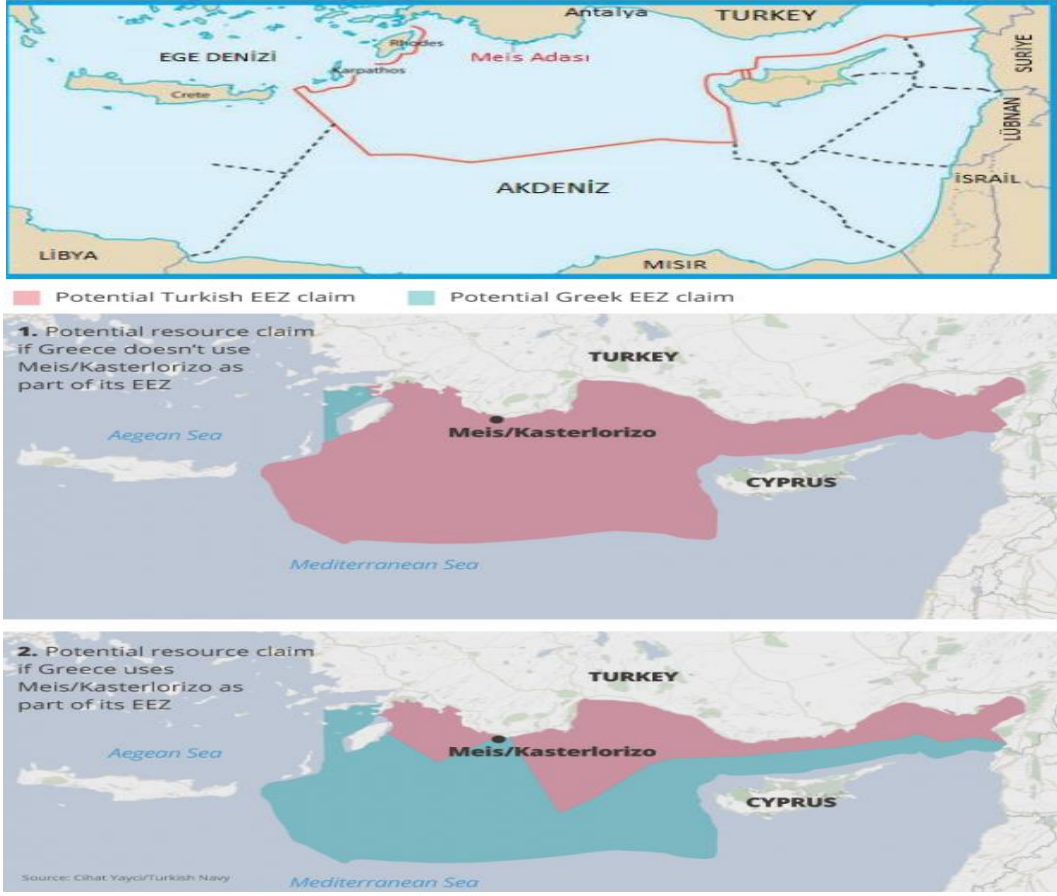 Antalya
TURKEY
EGE DENİZİ
Rhodes
Meis Adası
Karpathos
Crete
SURİYE
LÜBNAN
İSRAİL
AKDENİZ
LİBYA
MISIR
Potential Turkish EEZ claim
Potential Greek EEZ claim
1. Potential resource claim
if Greece doesn't use
Meis/Kasterlorizo as
part of its EEZ
TURKEY
Aegean Sea
Meis/Kasterlorizo
CYPRUS
Mediterranean Sea
2. Potential resource claim
if Greece uses
Meis/Kasterlorizo as
part of its EEZ
TURKEY
Aegean Sea
Meis/Kasterlorizo
CYPRUS
Source: Cihat Yayci/Turkish Navy
Mediterranean Sea